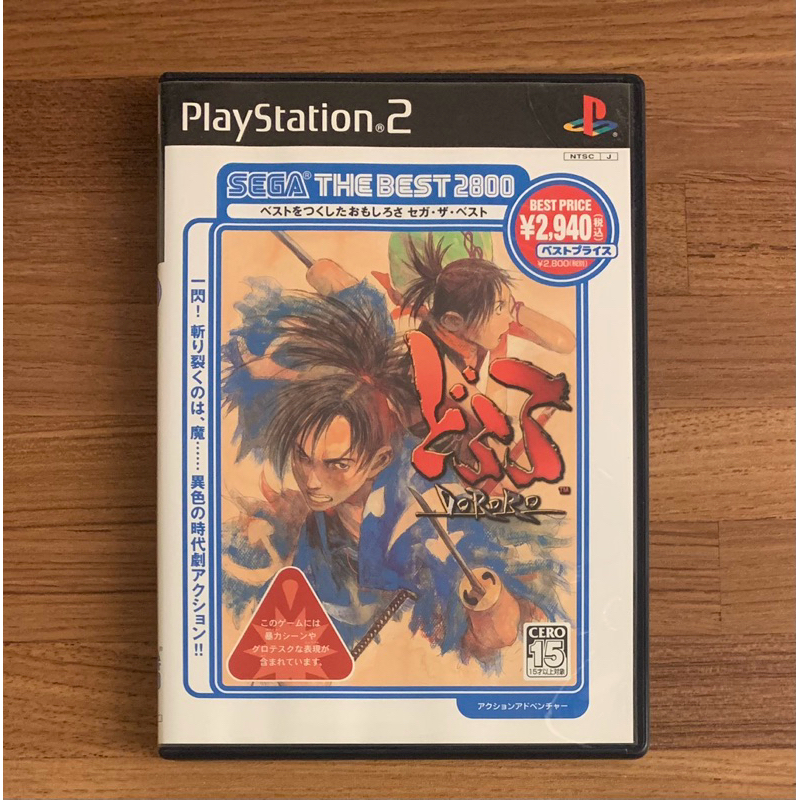 PlayStation®2
NTSC J
SEGA® THE BEST 2800
ベストをつくしたおもしろさ セガ・ザ・ベスト
BEST PRICE
¥2,940(税込)
ベストプライス
¥2,800(税別)
一閃！ 斬り裂くのは、魔…… 異色の時代劇アクション!!
どろろ
DORORO
TM
このゲームには
暴力シーンや
グロテスクな表現が
含まれています。
CERO
15
15才以上対象
アクションアドベンチャー